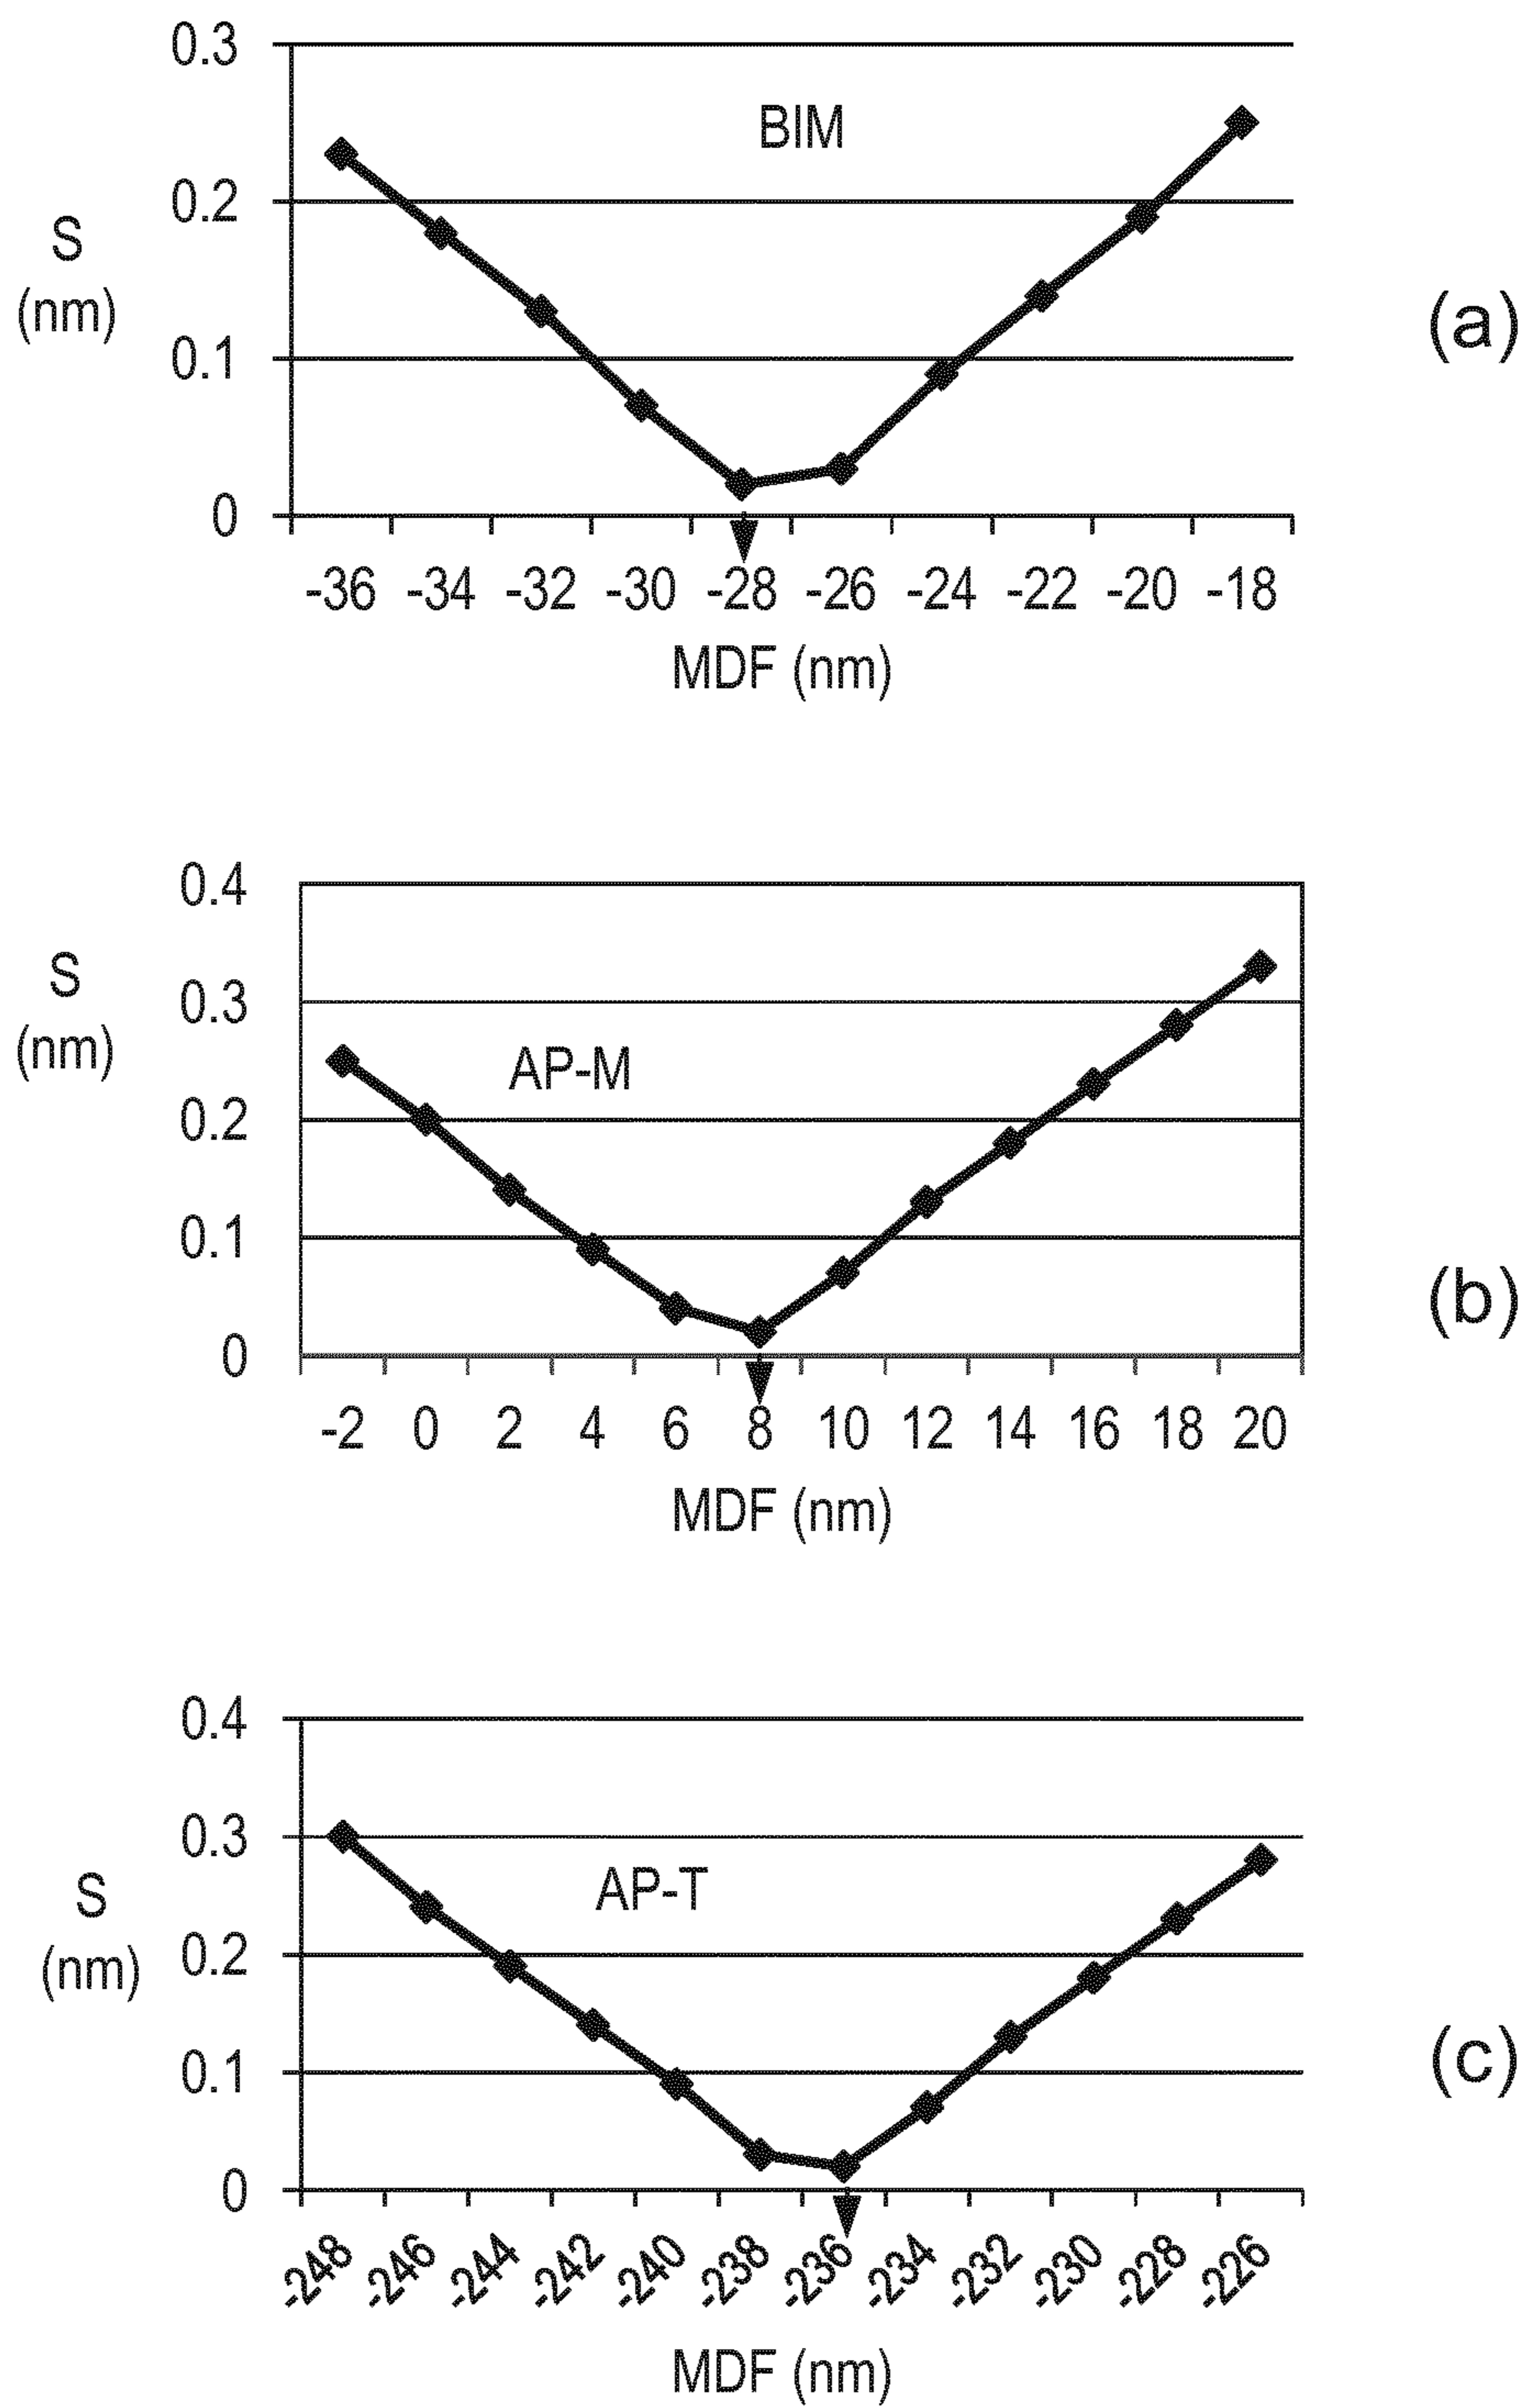 0.3
BIM
0.2
S
(nm)
(a)
0.1
0
-36 -34 -32 -30 -28 -26 -24 -22 -20 -18
MDF (nm)
0.4
S
0.3
(nm)
AP-M
0.2
0.1
(b)
0
-2 0 2 4 6 8 10 12 14 16 18 20
MDF (nm)
0.4
0.3
AP-T
S
0.2
(nm)
(c)
0.1
0
-248 -246 -244 -242 -240 -238 -236 -234 -232 -230 -228 -226
MDF (nm)